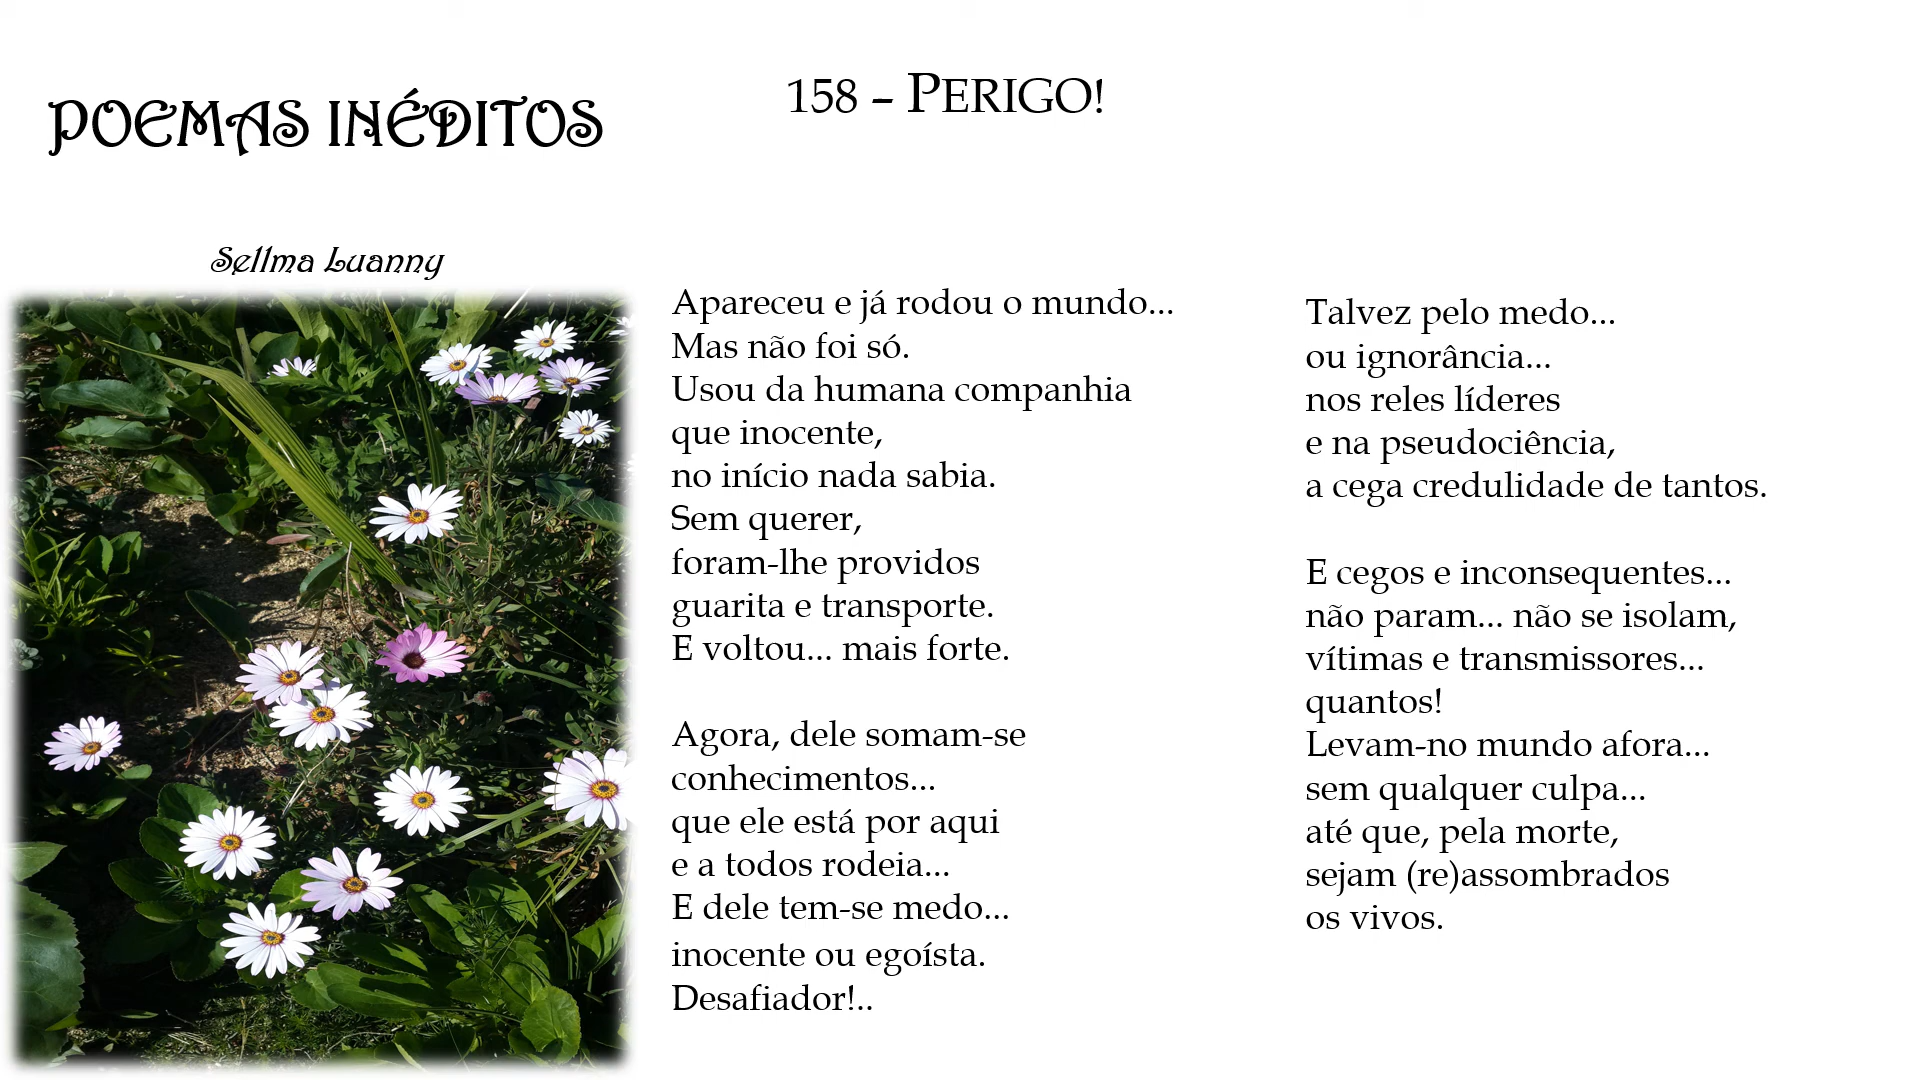 POEMAS INÉDITOS
Sellma Luanny
158 – PERIGO!
Apareceu e já rodou o mundo...
Mas não foi só.
Usou da humana companhia
que inocente,
no início nada sabia.
Sem querer,
foram-lhe providos
guarita e transporte.
E voltou... mais forte.
Agora, dele somam-se
conhecimentos...
que ele está por aqui
e a todos rodeia...
E dele tem-se medo...
inocente ou egoísta.
Desafiador!..
Talvez pelo medo...
ou ignorância...
nos reles líderes
e na pseudociência,
a cega credulidade de tantos.
E cegos e inconsequentes...
não param... não se isolam,
vítimas e transmissores...
quantos!
Levam-no mundo afora...
sem qualquer culpa...
até que, pela morte,
sejam (re)assombrados
os vivos.